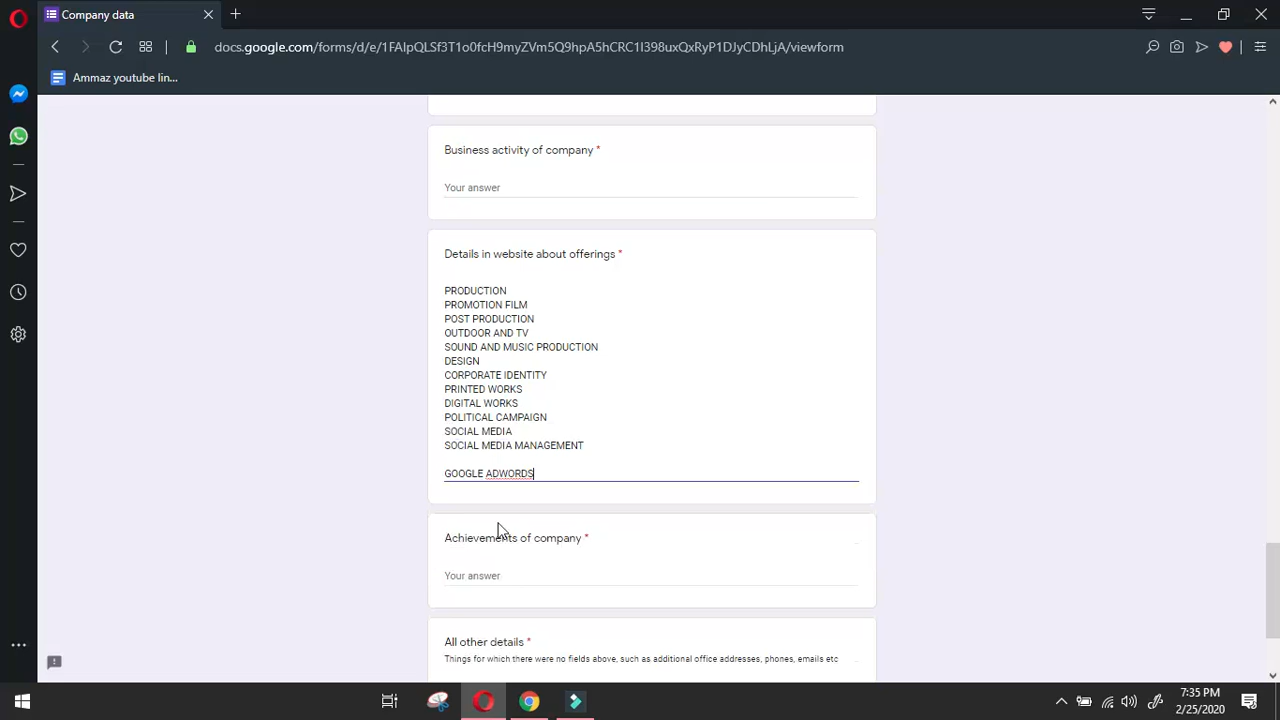 Company data
docs.google.com/forms/d/e/1FAIpQLSf3T1o0fcH9myZVm5Q9hpA5hCRC1I398uxQxRyP1DJyCDhLjA/viewform
Ammaz youtube lin...
Business activity of company *
Your answer
Details in website about offerings *
PRODUCTION
PROMOTION FILM
POST PRODUCTION
OUTDOOR AND TV
SOUND AND MUSIC PRODUCTION
DESIGN
CORPORATE IDENTITY
PRINTED WORKS
DIGITAL WORKS
POLITICAL CAMPAIGN
SOCIAL MEDIA
SOCIAL MEDIA MANAGEMENT
GOOGLE ADWORDS
Achievements of company *
Your answer
All other details *
Things for which there were no fields above, such as additional office addresses, phones, emails etc
7:35 PM
2/25/2020